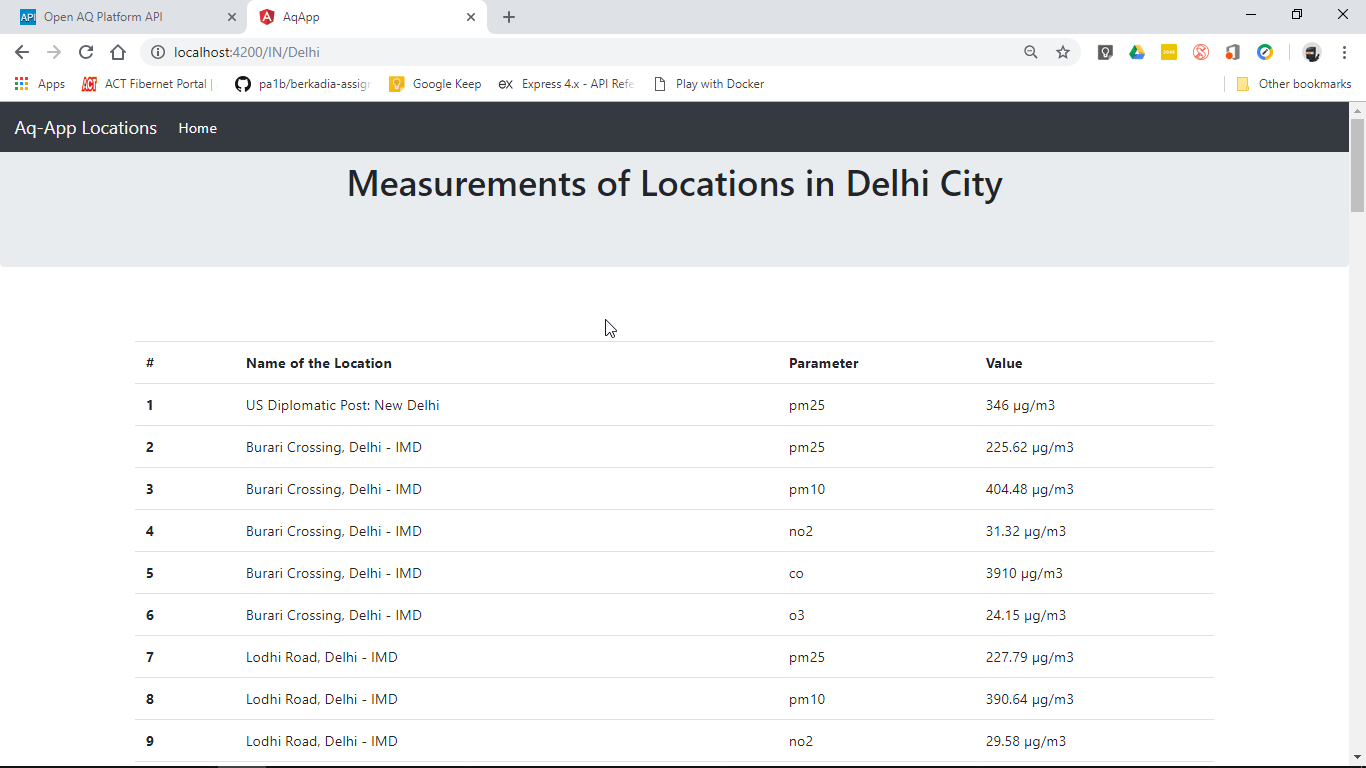 API Open AQ Platform API AqApp
localhost:4200/IN/Delhi
Apps ACT ACT Fibernet Portal | pa1b/berkadia-assig Google Keep ex Express 4.x - API Refe Play with Docker Other bookmarks
Aq-App Locations Home
Measurements of Locations in Delhi City
# Name of the Location Parameter Value
1 US Diplomatic Post: New Delhi pm25 346 µg/m3
2 Burari Crossing, Delhi - IMD pm25 225.62 µg/m3
3 Burari Crossing, Delhi - IMD pm10 404.48 µg/m3
4 Burari Crossing, Delhi - IMD no2 31.32 µg/m3
5 Burari Crossing, Delhi - IMD co 3910 µg/m3
6 Burari Crossing, Delhi - IMD o3 24.15 µg/m3
7 Lodhi Road, Delhi - IMD pm25 227.79 µg/m3
8 Lodhi Road, Delhi - IMD pm10 390.64 µg/m3
9 Lodhi Road, Delhi - IMD no2 29.58 µg/m3